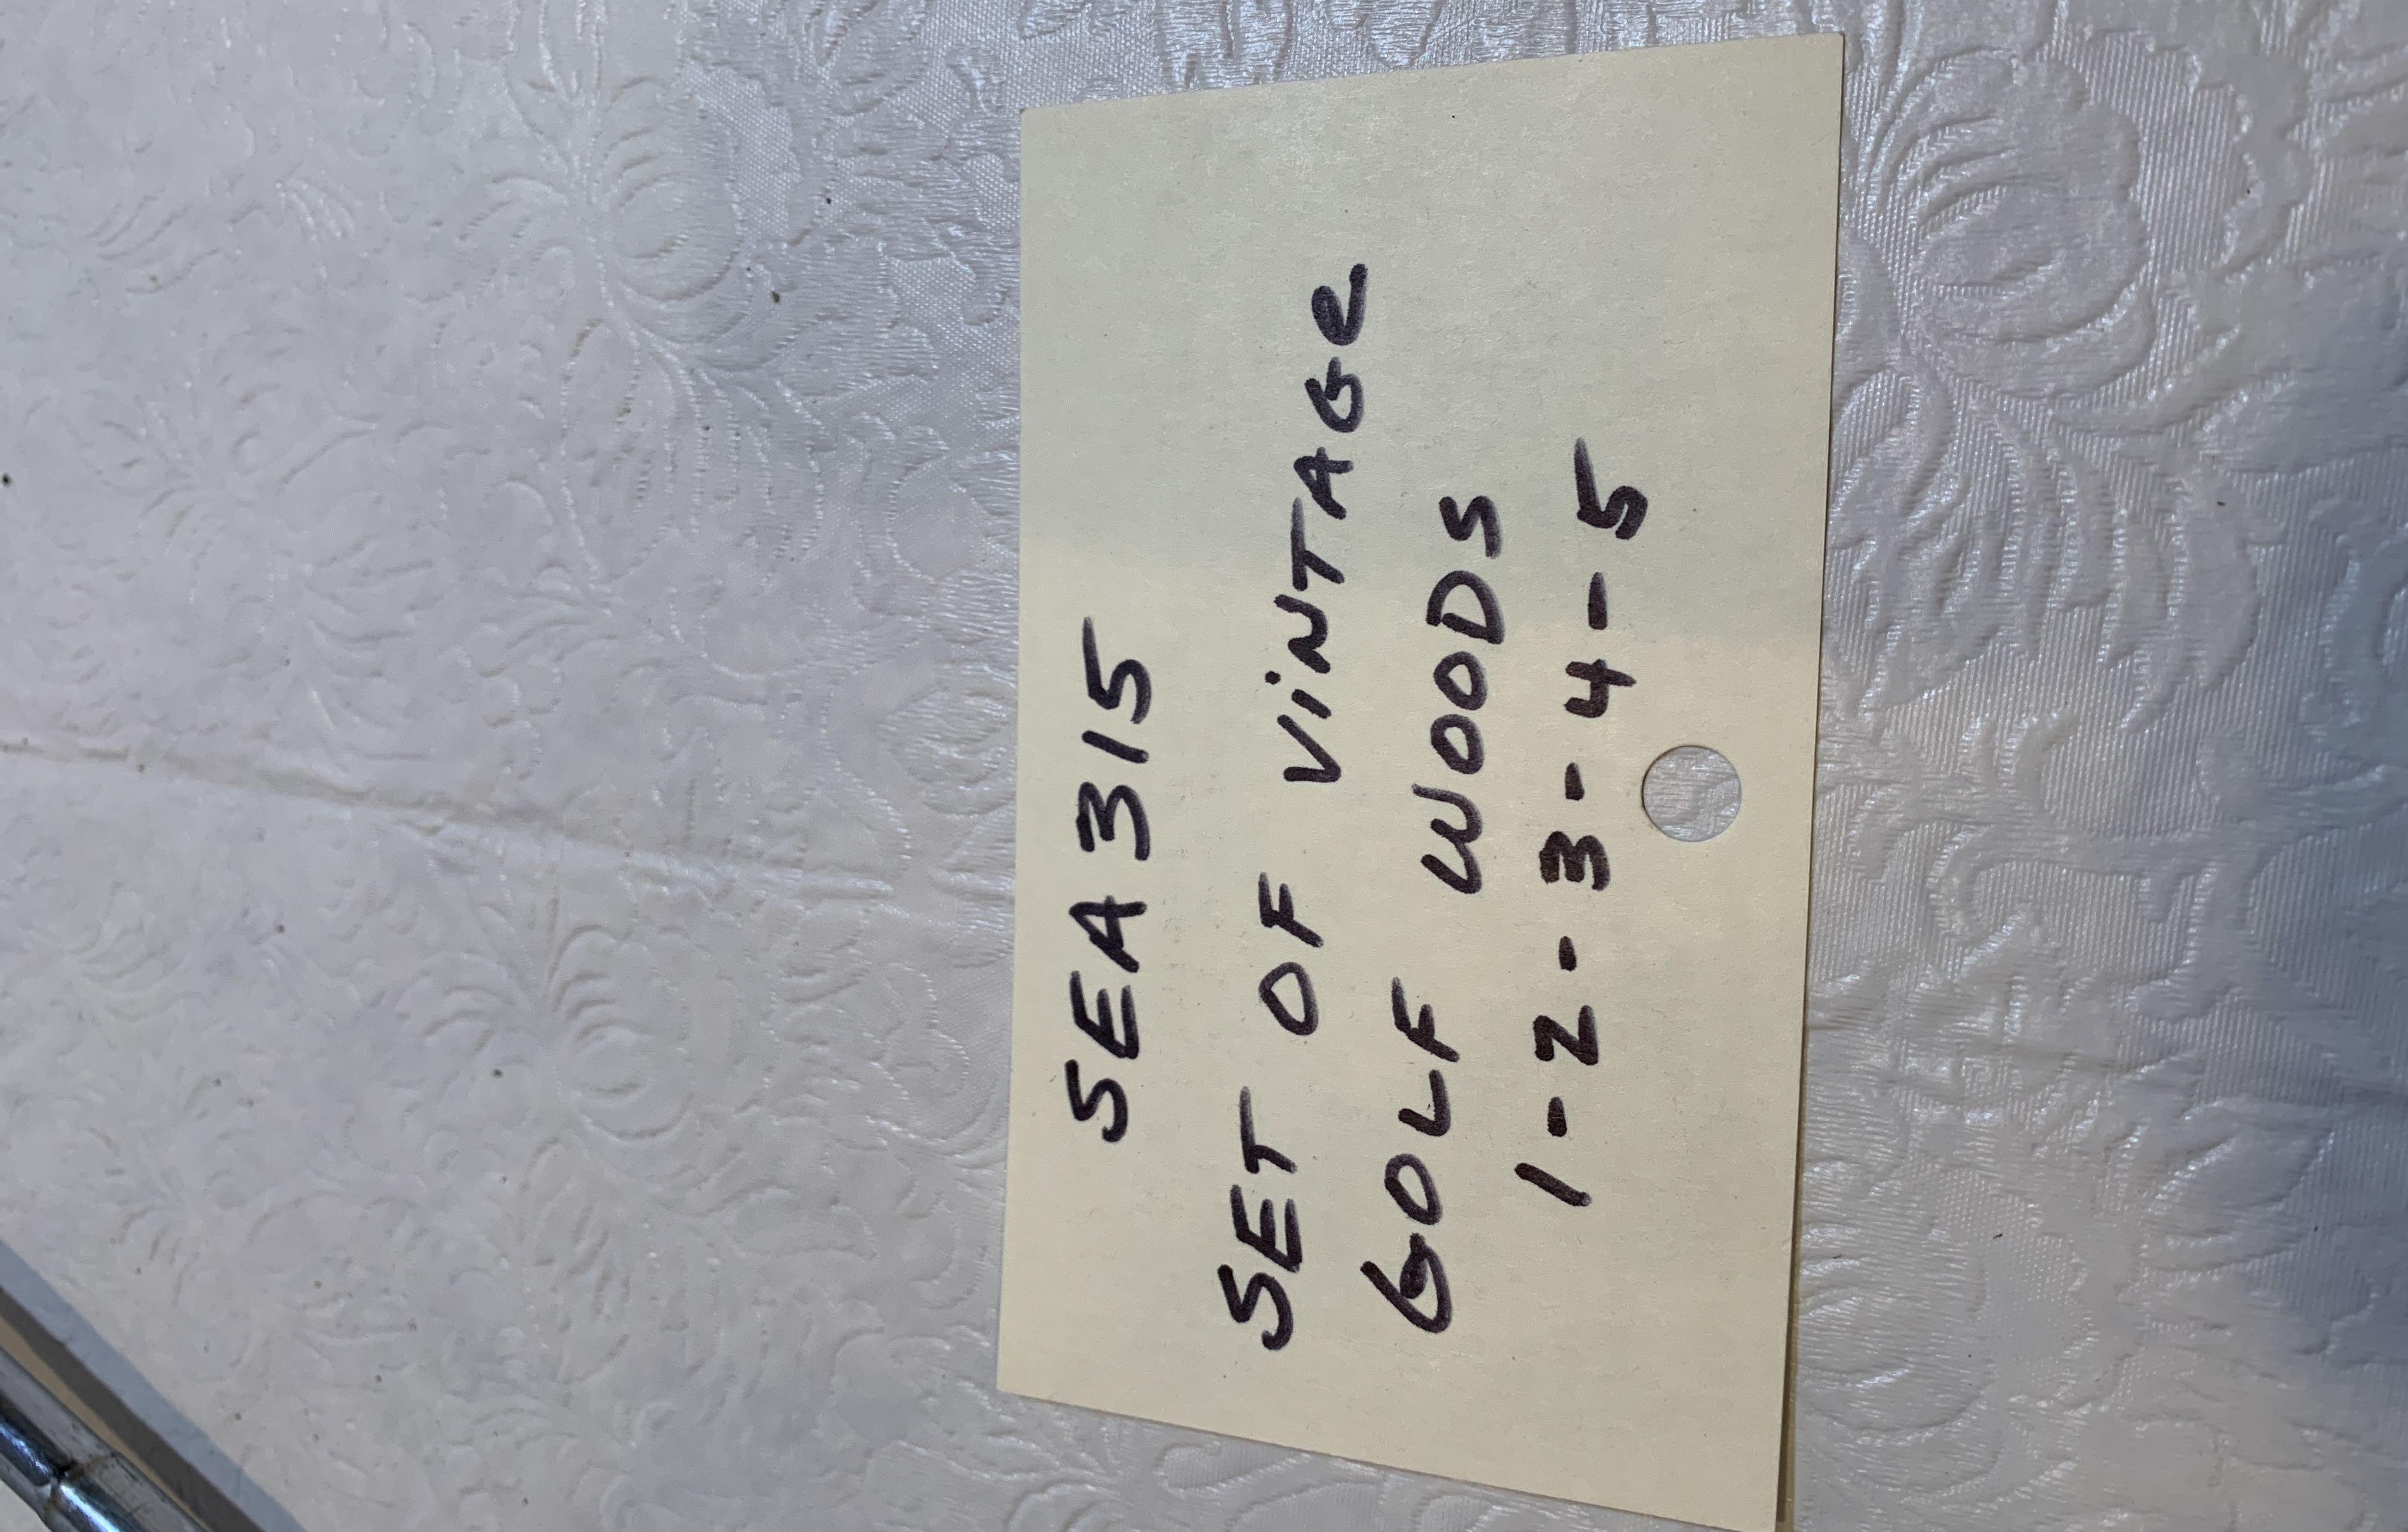 SEA315
SET OF ViNTAGe
GOLF WOODS
1-2-3-4-5